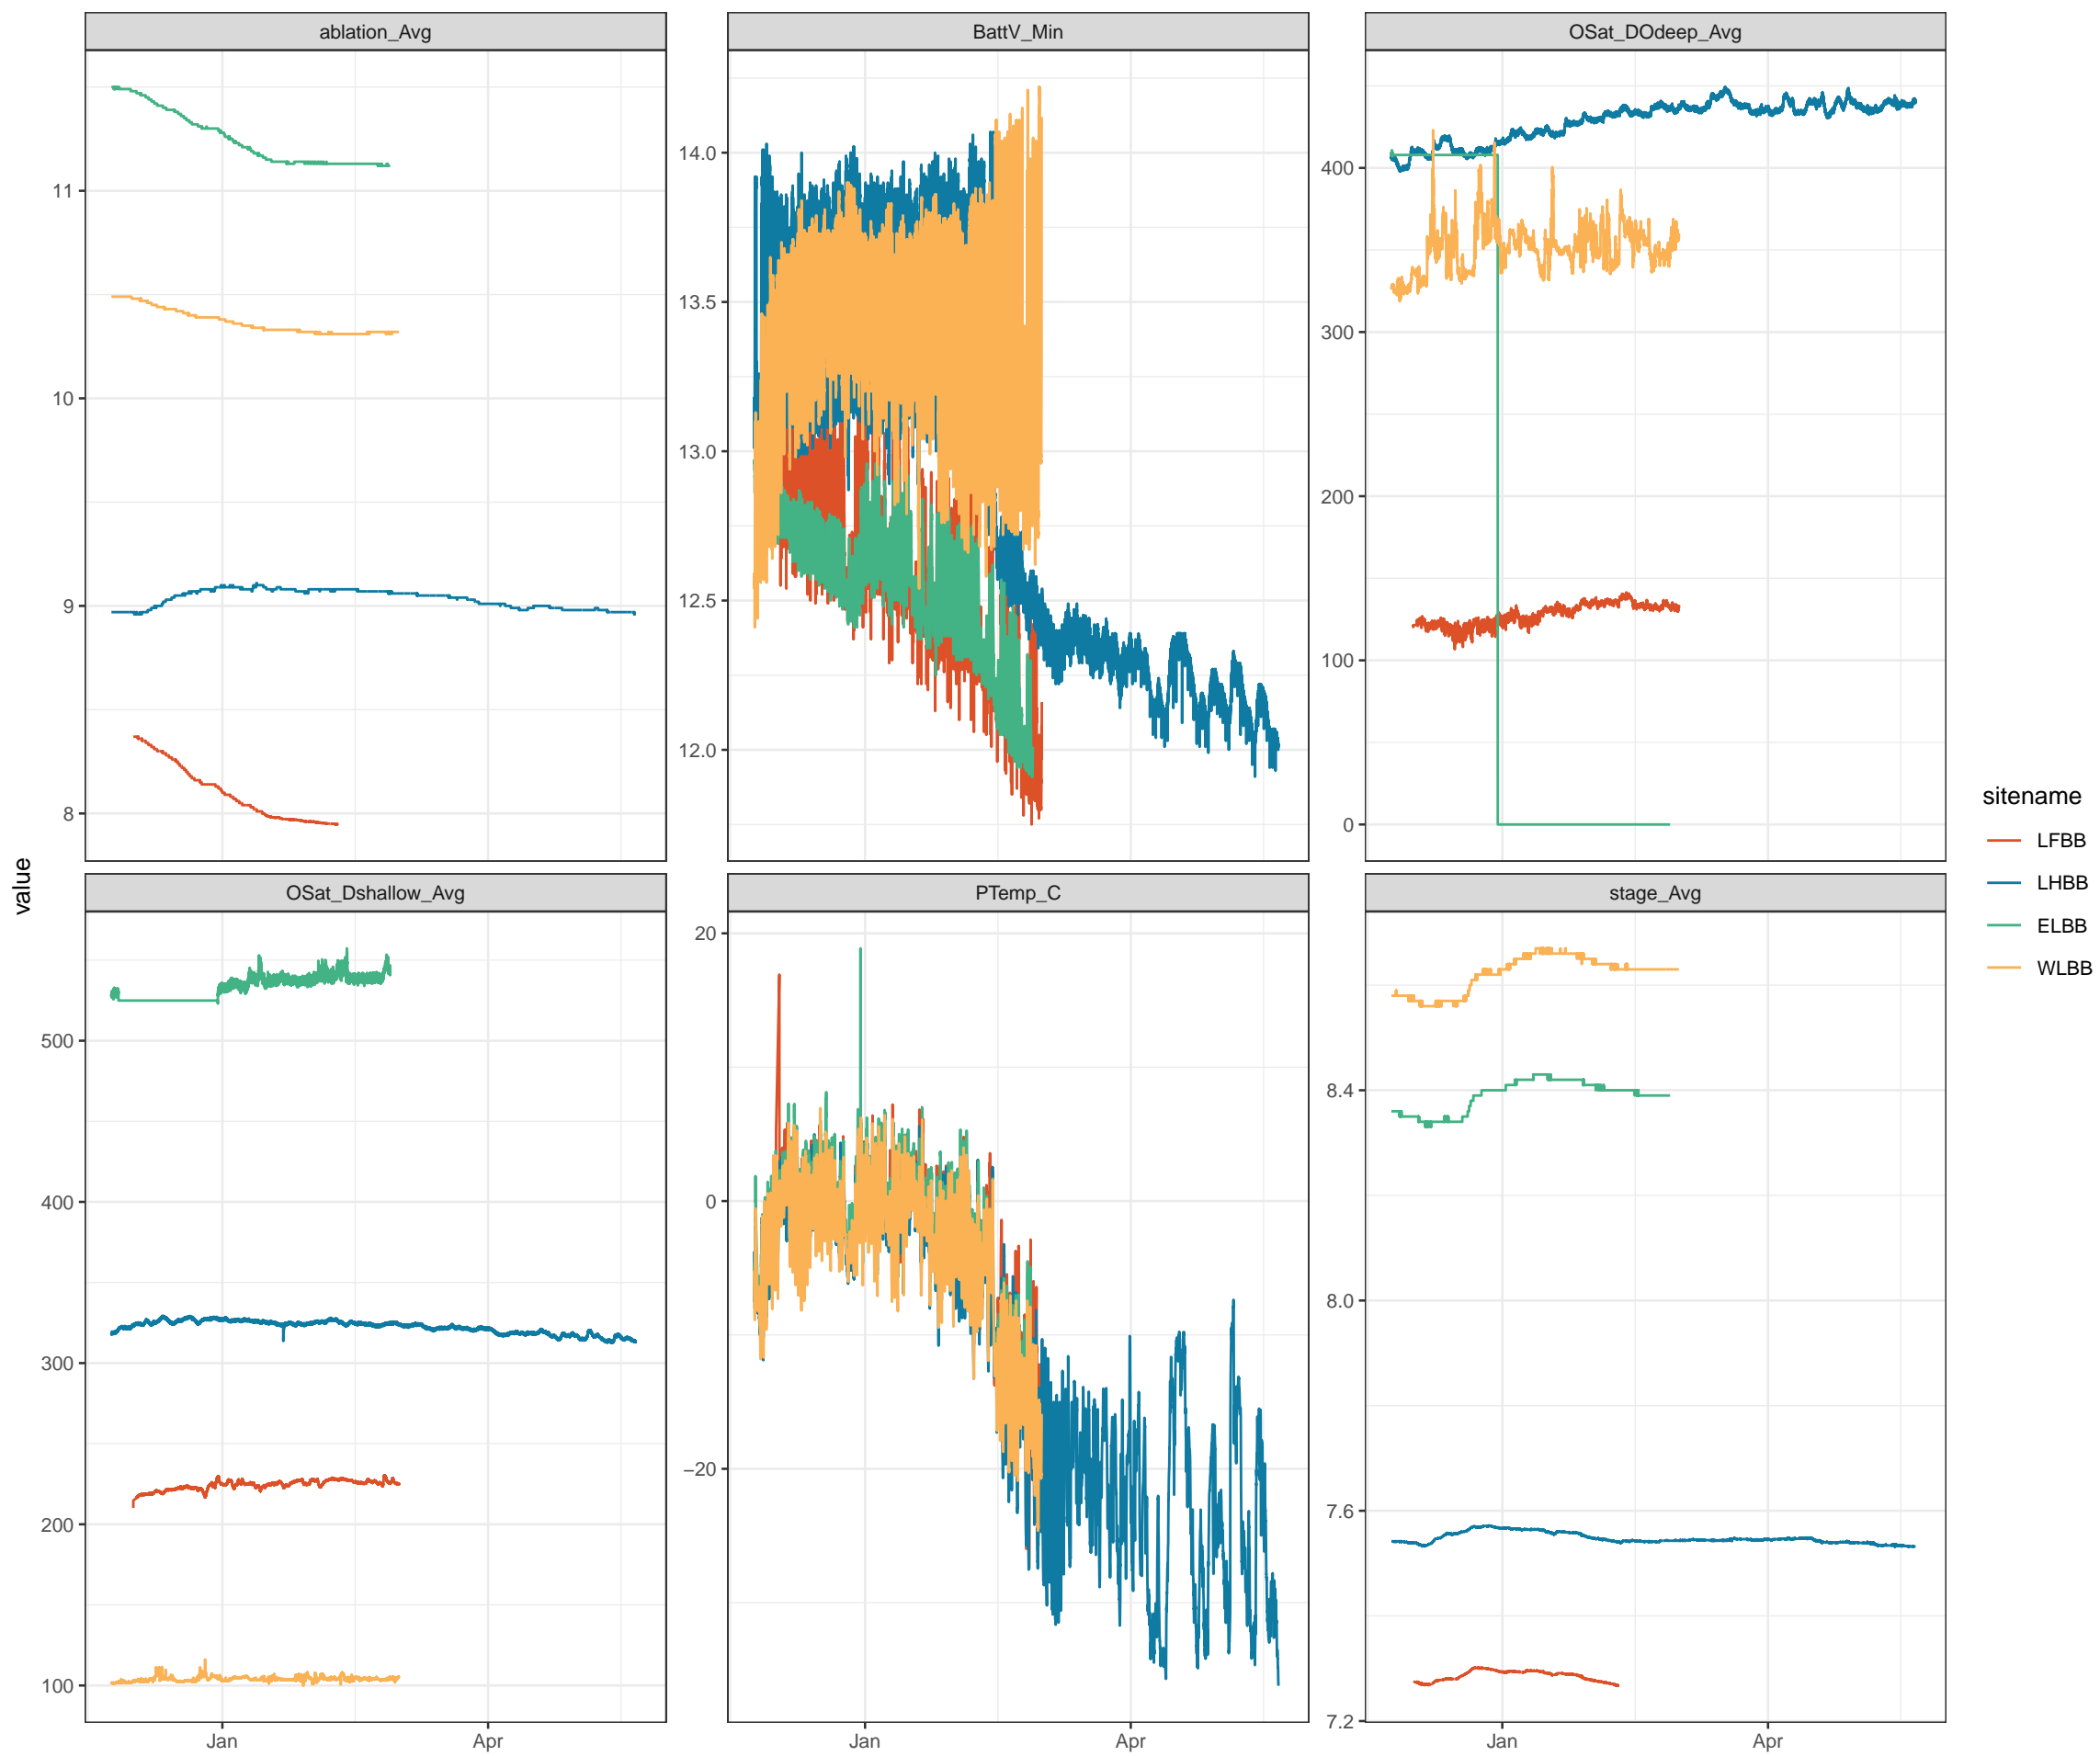 ablation_Avg
BattV_Min
OSat_DOdeep_Avg
11
10
9
8
14.0
13.5
13.0
12.5
12.0
400
300
200
100
0
value
OSat_Dshallow_Avg
PTemp_C
stage_Avg
500
400
300
200
100
20
0
−20
8.4
8.0
7.6
7.2
Jan Apr
Jan Apr
Jan Apr
sitename
LFBB
LHBB
ELBB
WLBB